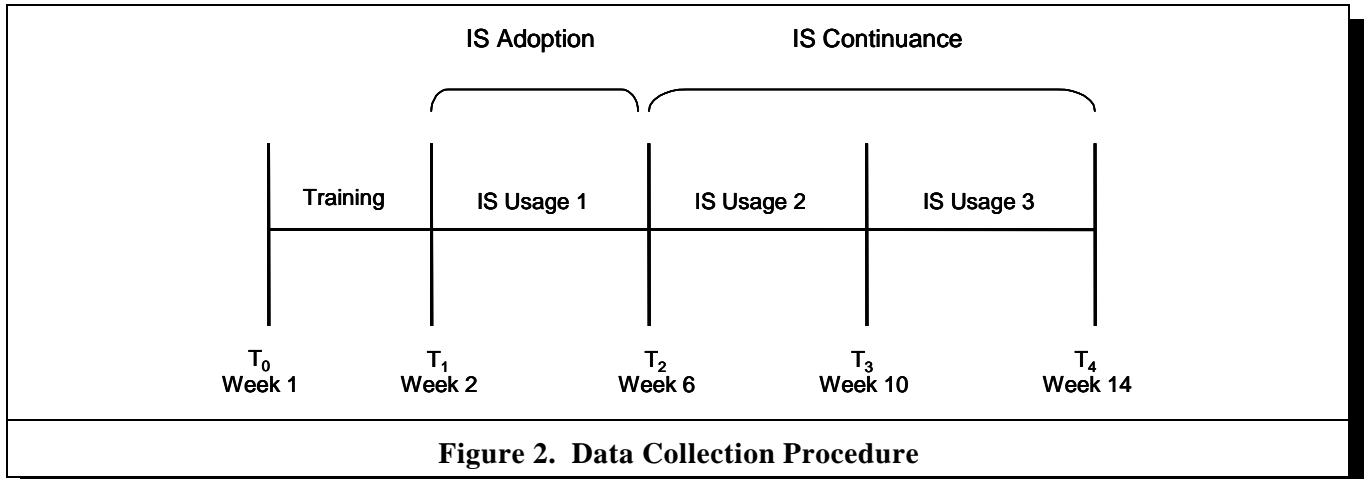 IS Adoption IS Continuance
Training IS Usage 1 IS Usage 2 IS Usage 3
T₀ T₁ T₂ T₃ T₄
Week 1 Week 2 Week 6 Week 10 Week 14
Figure 2. Data Collection Procedure